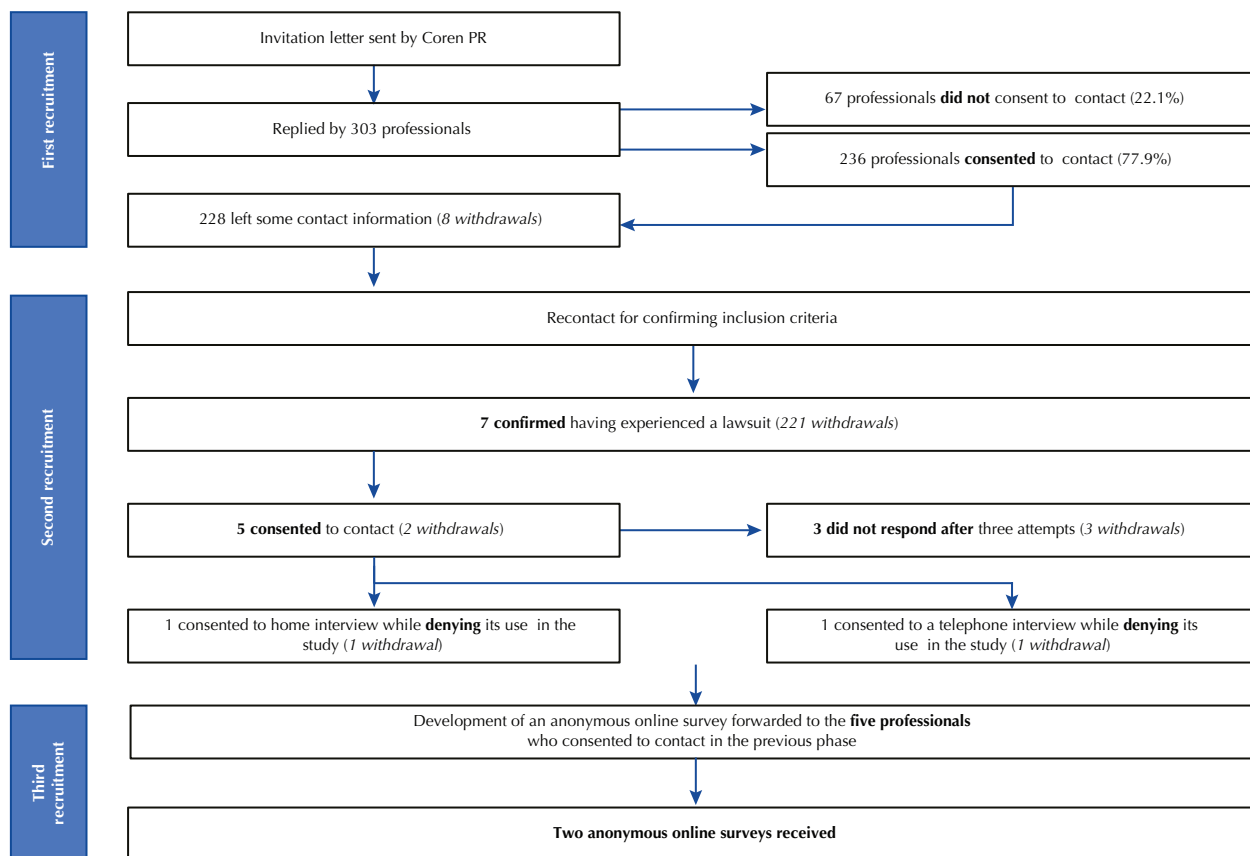 First recruitment
Invitation letter sent by Coren PR
Replied by 303 professionals
67 professionals did not consent to contact (22.1%)
236 professionals consented to contact (77.9%)
228 left some contact information (8 withdrawals)
Second recruitment
Recontact for confirming inclusion criteria
7 confirmed having experienced a lawsuit (221 withdrawals)
5 consented to contact (2 withdrawals)
3 did not respond after three attempts (3 withdrawals)
1 consented to home interview while denying its use in the
study (1 withdrawal)
1 consented to a telephone interview while denying its
use in the study (1 withdrawal)
Third
recruitment
Development of an anonymous online survey forwarded to the five professionals
who consented to contact in the previous phase
Two anonymous online surveys received